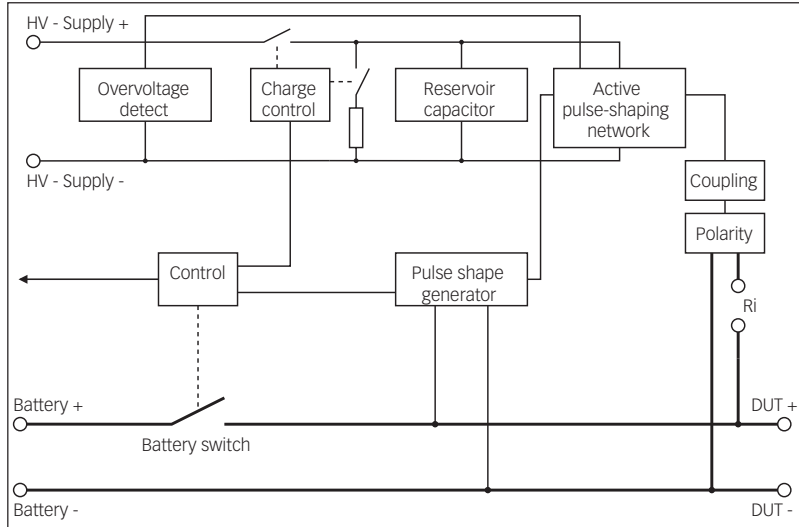 HV - Supply +
Overvoltage
detect
Charge
control
Reservoir
capacitor
Active
pulse-shaping
network
HV - Supply -
Coupling
Polarity
Control
Pulse shape
generator
Ri
Battery +
DUT +
Battery switch
Battery -
DUT -